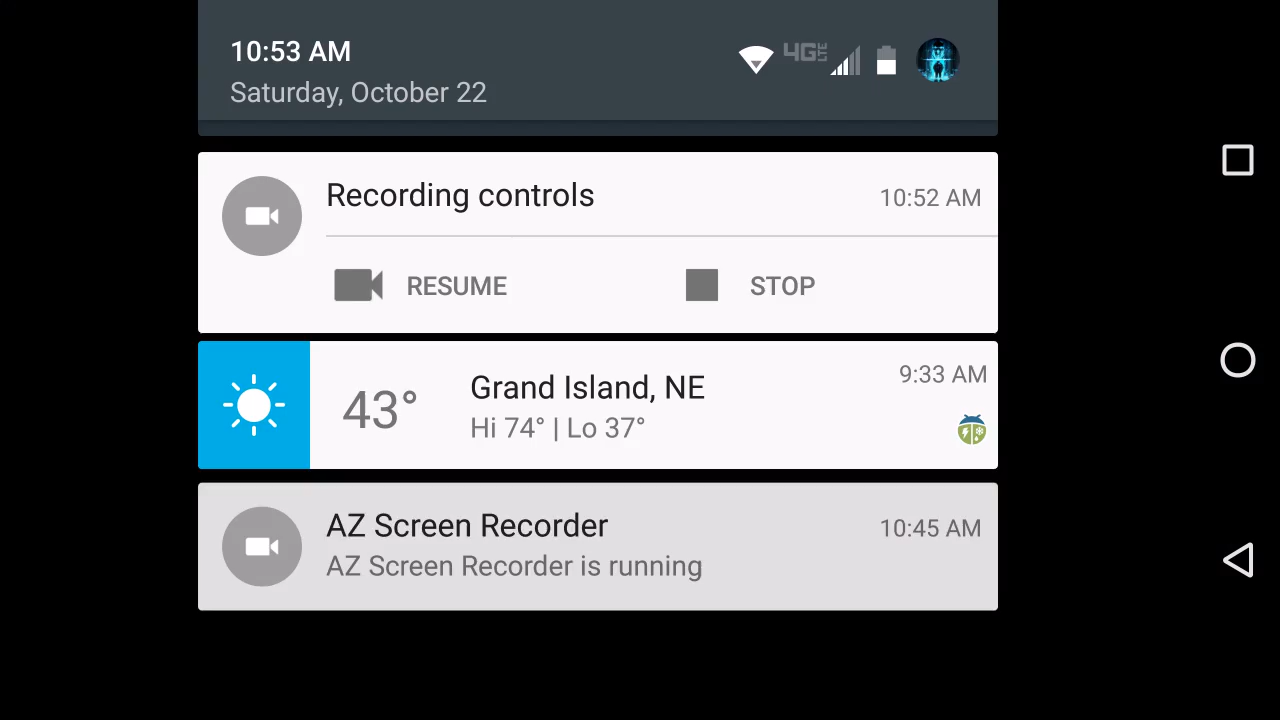 10:53 AM
4G LTE
Saturday, October 22
Recording controls
10:52 AM
RESUME
STOP
9:33 AM
43°
Grand Island, NE
Hi 74° | Lo 37°
AZ Screen Recorder
10:45 AM
AZ Screen Recorder is running